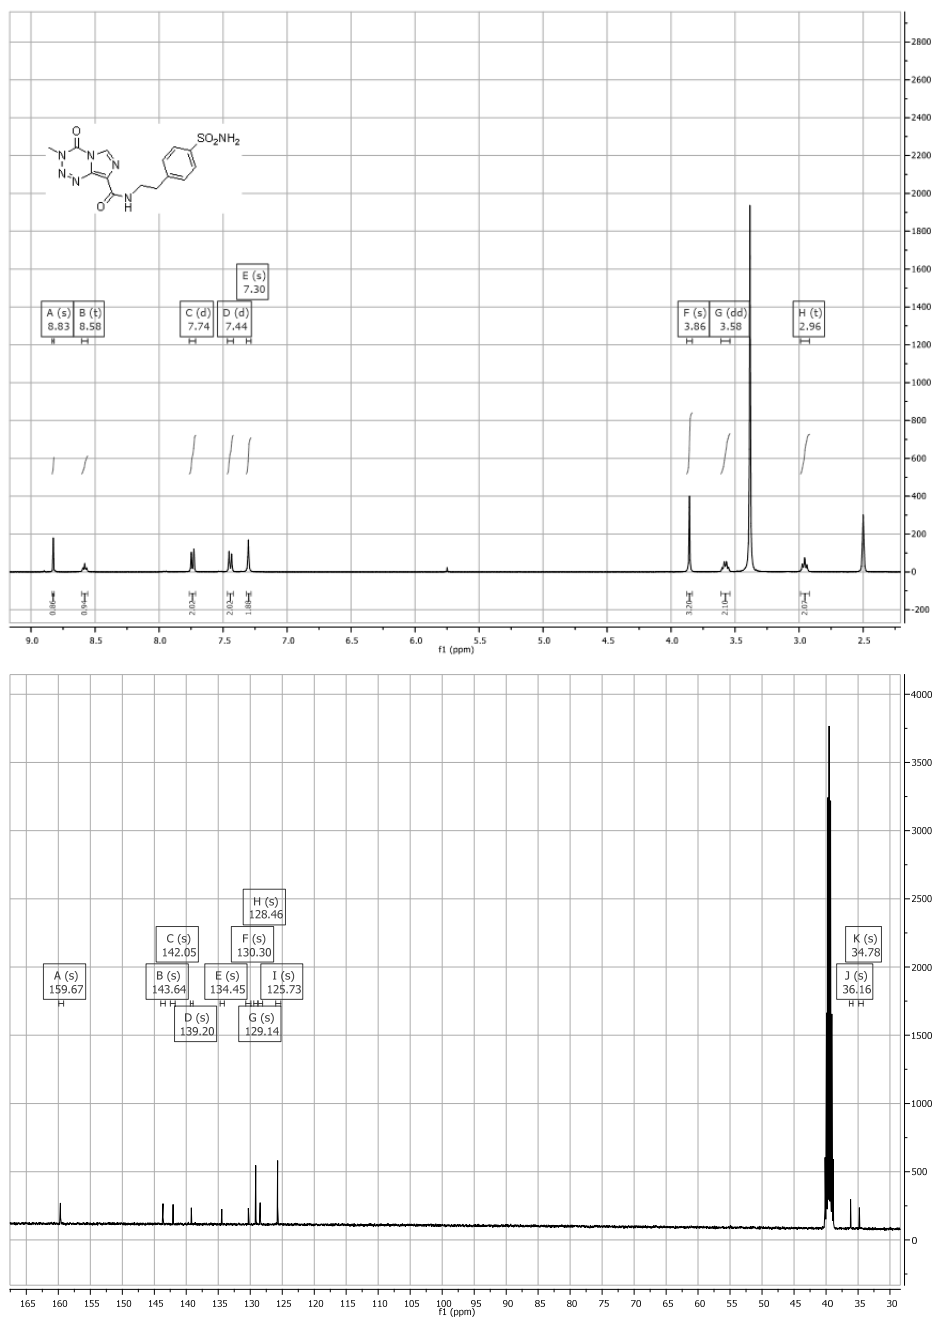 2800
2600
2400
2200
2000
1800
1600
1400
1200
1000
800
600
400
200
0
-200
O
N
N
N
N
N
N
O
N
H
SO2NH2
E (s)
7.30
A (s)
8.83
B (t)
8.58
C (d)
7.74
D (d)
7.44
F (s)
3.86
G (dd)
3.58
H (t)
2.96
0.86
0.94
2.02
2.02
1.88
3.20
2.10
2.07
9.0 8.5 8.0 7.5 7.0 6.5 6.0 5.5 5.0 4.5 4.0 3.5 3.0 2.5
f1 (ppm)
4000
3500
3000
2500
2000
1500
1000
500
0
H (s)
128.46
C (s)
142.05
F (s)
130.30
K (s)
34.78
A (s)
159.67
B (s)
143.64
E (s)
134.45
I (s)
125.73
J (s)
36.16
D (s)
139.20
G (s)
129.14
165 160 155 150 145 140 135 130 125 120 115 110 105 100 95 90 85 80 75 70 65 60 55 50 45 40 35 30
f1 (ppm)